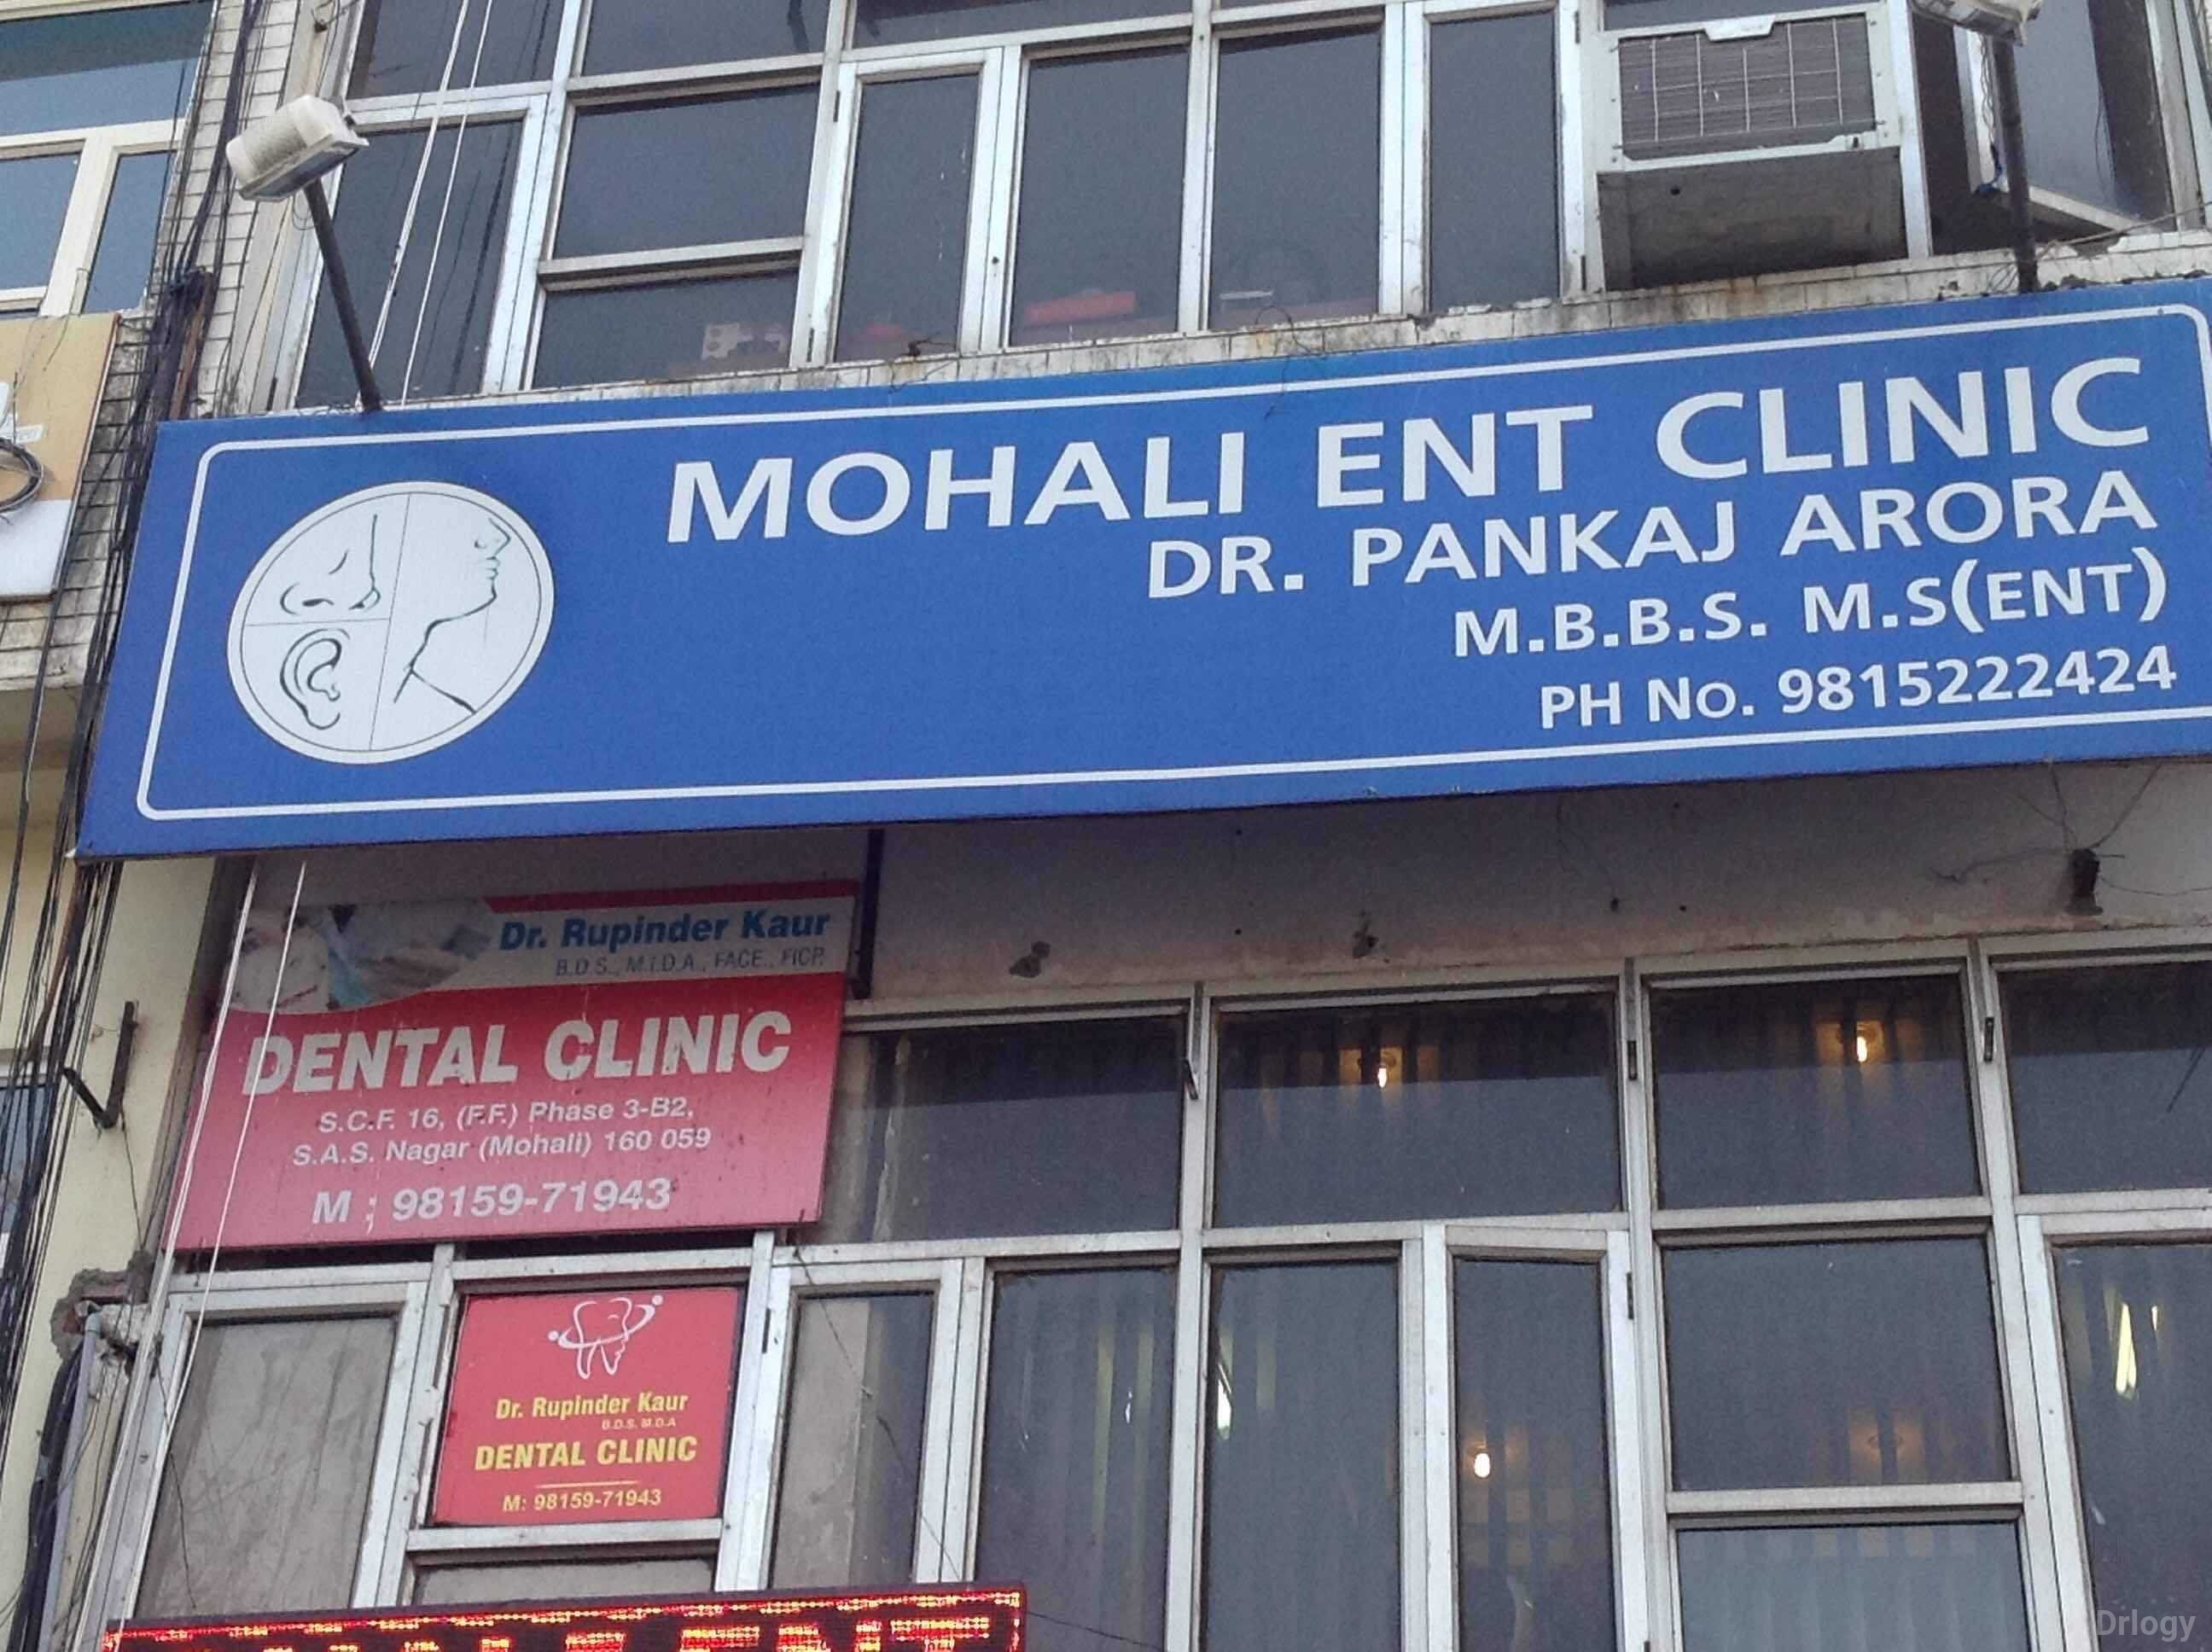 MOHALI ENT CLINIC
DR. PANKAJ ARORA
M.B.B.S. M.S(ENT)
PH No. 9815222424
Dr. Rupinder Kaur
B.D.S., M.I.D.A., FACE., FICP.
DENTAL CLINIC
S.C.F. 16, (F.F.) Phase 3-B2,
S.A.S. Nagar (Mohali) 160 059
M : 98159-71943
Dr. Rupinder Kaur
B.D.S. M.D.A
DENTAL CLINIC
M: 98159-71943
ENT
Drlogy